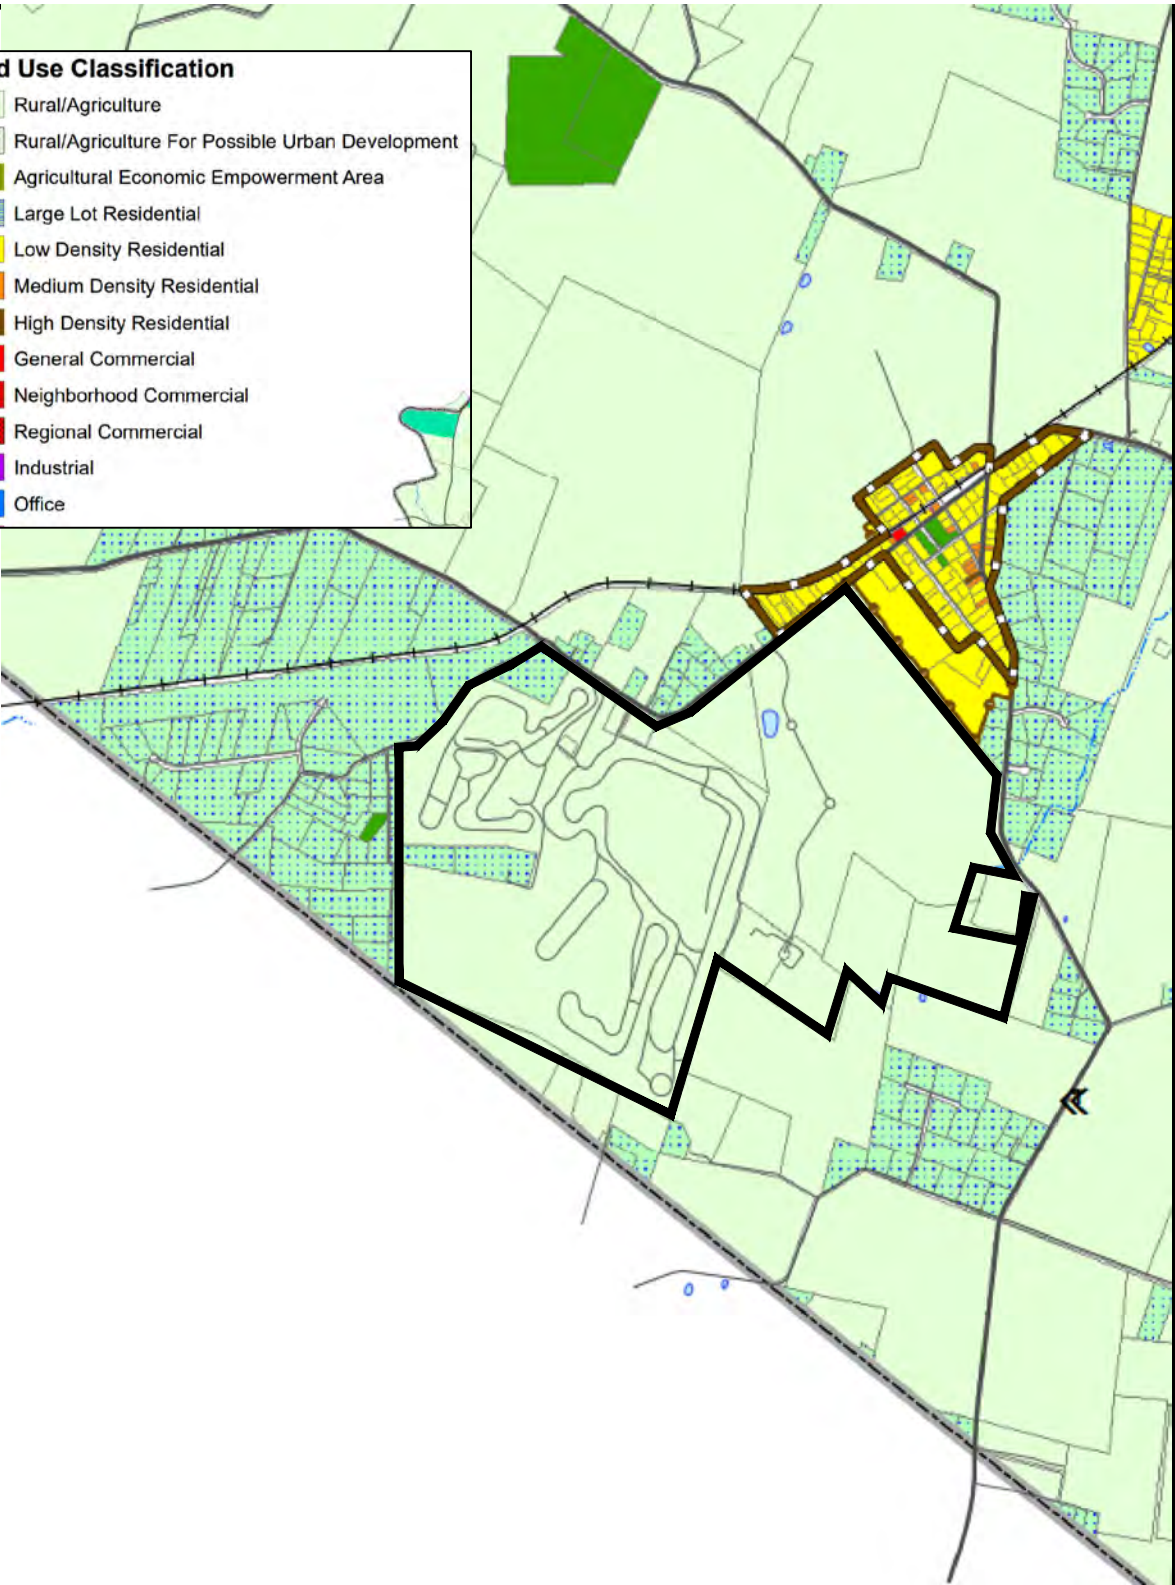 d Use Classification
Rural/Agriculture
Rural/Agriculture For Possible Urban Development
Agricultural Economic Empowerment Area
Large Lot Residential
Low Density Residential
Medium Density Residential
High Density Residential
General Commercial
Neighborhood Commercial
Regional Commercial
Industrial
Office